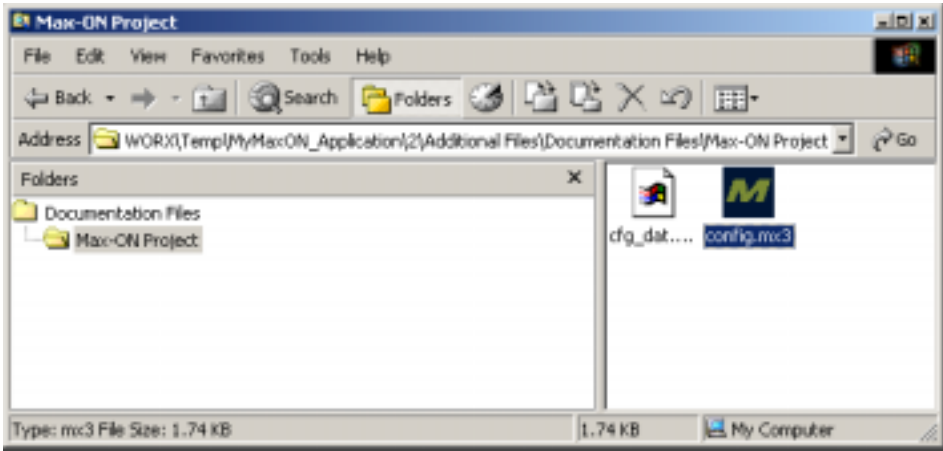 Max-ON Project
File Edit View Favorites Tools Help
Back Search Folders
Address WORX\Temp\MyMaxON_Application\2\Additional Files\Documentation Files\Max-ON Project Go
Folders
Documentation Files
Max-ON Project
cfg_dat.... config.mx3
Type: mx3 File Size: 1.74 KB 1.74 KB My Computer